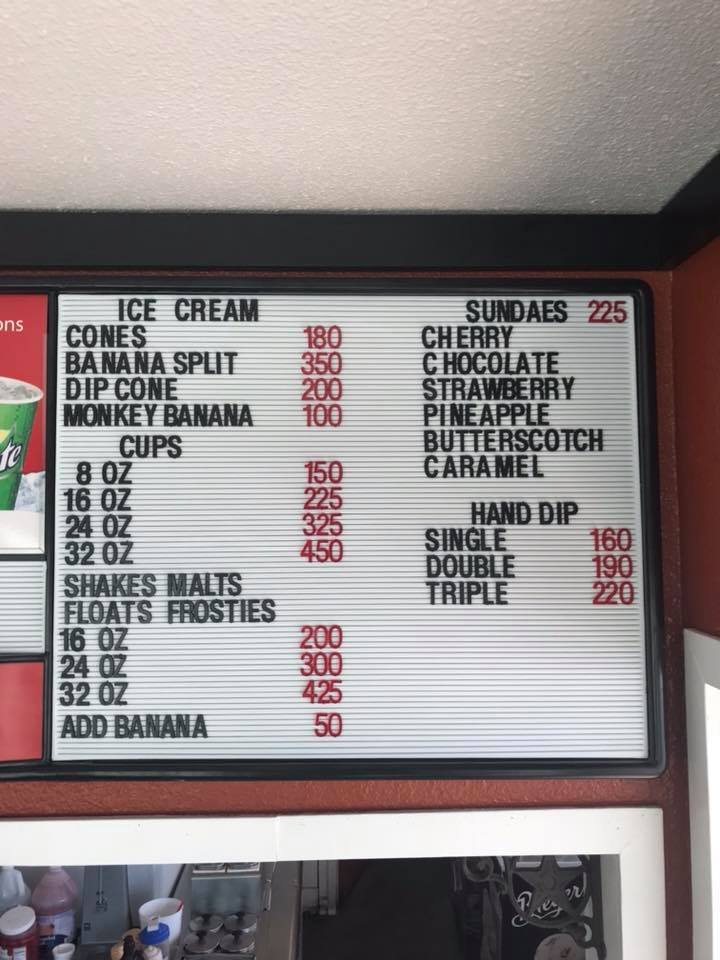 ons
ICE CREAM
CONES 180
BANANA SPLIT 350
DIP CONE 200
MONKEY BANANA 100
CUPS
8 OZ 150
16 OZ 225
24 OZ 325
32 OZ 450
SHAKES MALTS
FLOATS FROSTIES
16 OZ 200
24 OZ 300
32 OZ 425
ADD BANANA 50
SUNDAES 225
CHERRY
CHOCOLATE
STRAWBERRY
PINEAPPLE
BUTTERSCOTCH
CARAMEL
HAND DIP
SINGLE 160
DOUBLE 190
TRIPLE 220